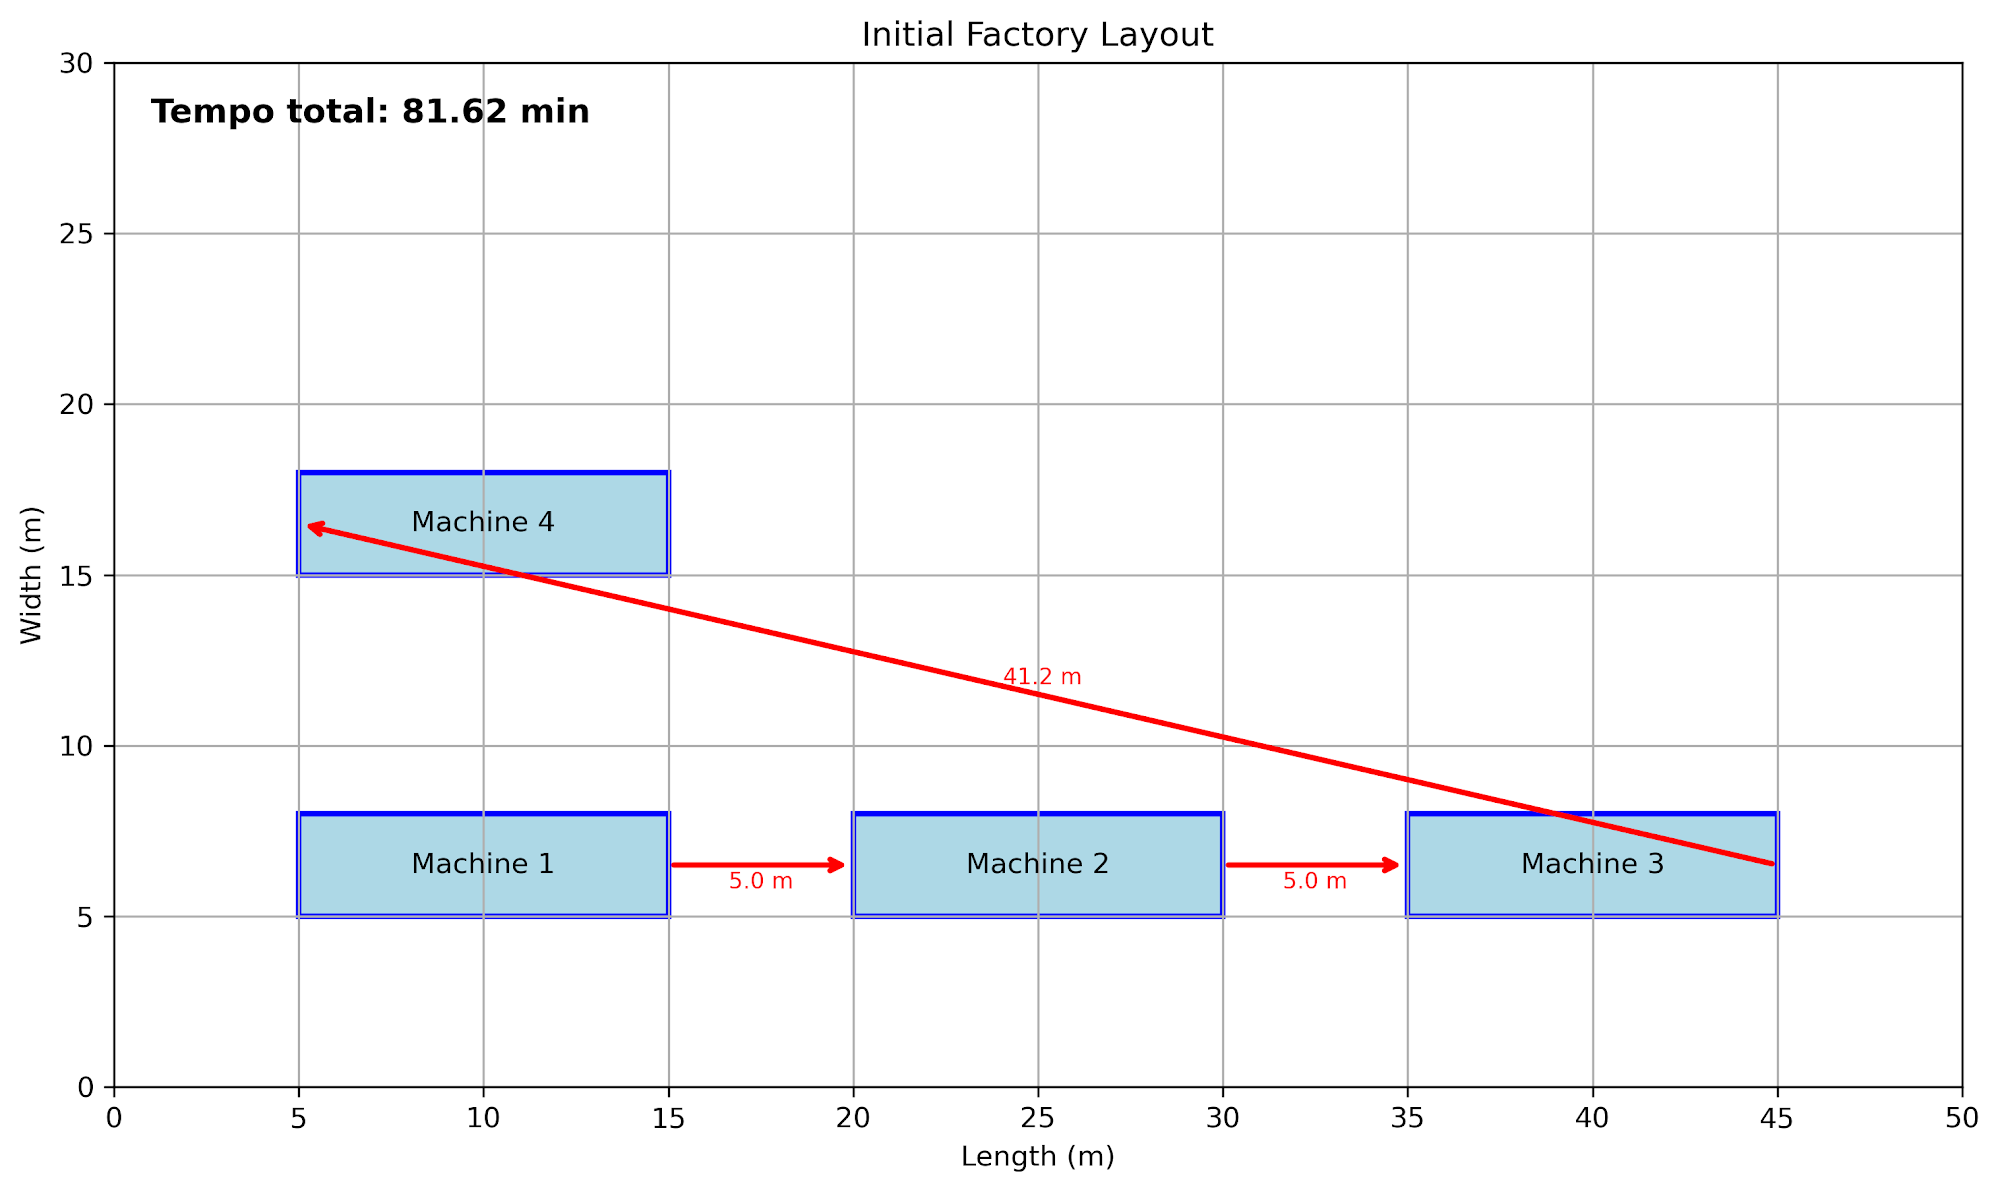 Initial Factory Layout
30
Tempo total: 81.62 min
25
20
Machine 4
15
Width (m)
41.2 m
10
Machine 1
5.0 m
Machine 2
5.0 m
Machine 3
5
0
0 5 10 15 20 25 30 35 40 45 50
Length (m)